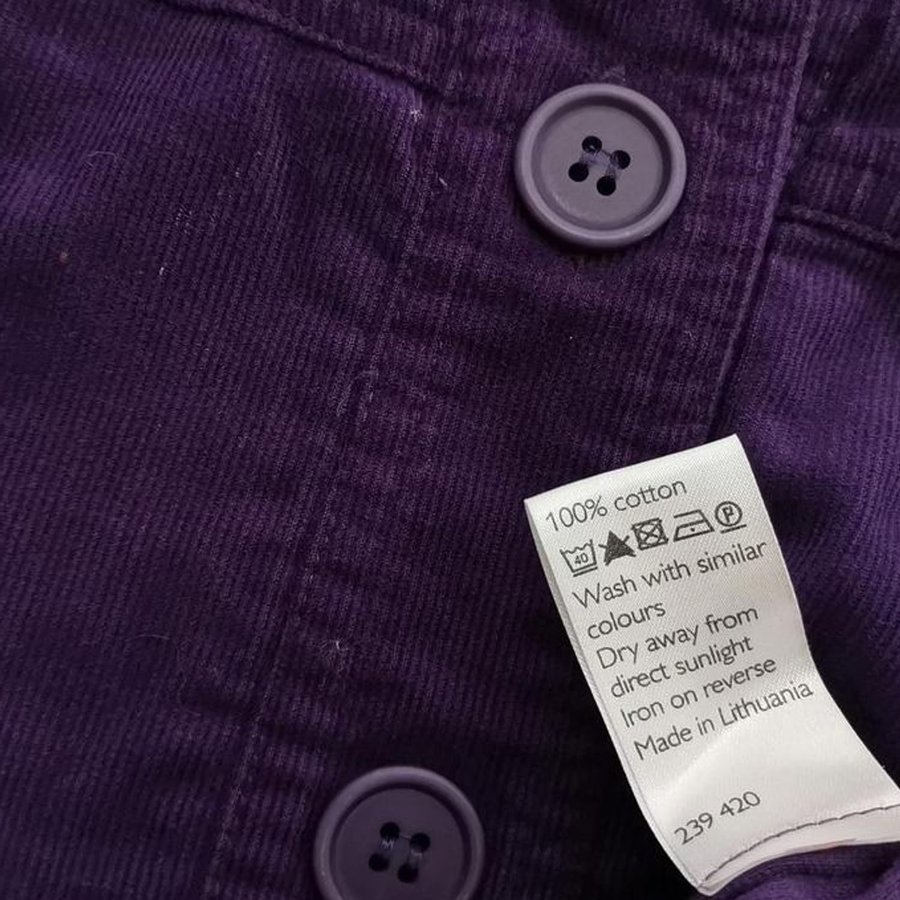 100% cotton
40 P
Wash with similar
colours
Dry away from
direct sunlight
Iron on reverse
Made in Lithuania
239 420